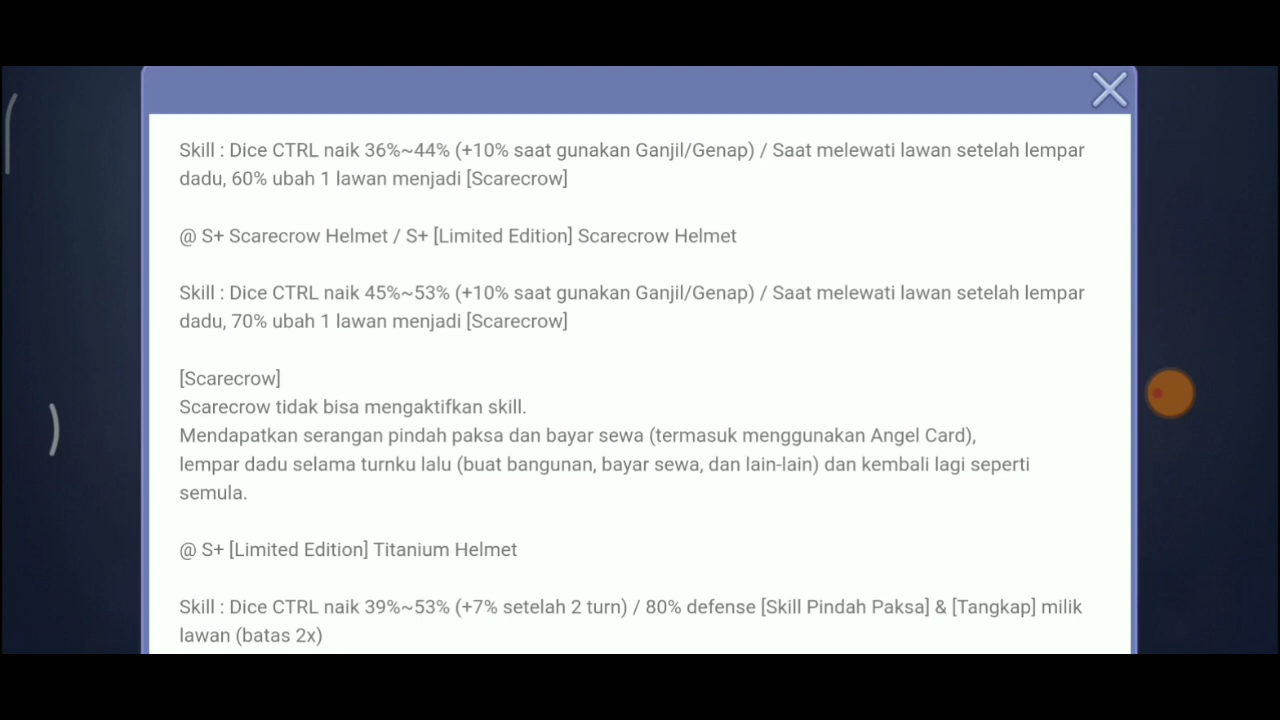 Skill : Dice CTRL naik 36%~44% (+10% saat gunakan Ganjil/Genap) / Saat melewati lawan setelah lempar
dadu, 60% ubah 1 lawan menjadi [Scarecrow]
@ S+ Scarecrow Helmet / S+ [Limited Edition] Scarecrow Helmet
Skill : Dice CTRL naik 45%~53% (+10% saat gunakan Ganjil/Genap) / Saat melewati lawan setelah lempar
dadu, 70% ubah 1 lawan menjadi [Scarecrow]
[Scarecrow]
Scarecrow tidak bisa mengaktifkan skill.
Mendapatkan serangan pindah paksa dan bayar sewa (termasuk menggunakan Angel Card),
lempar dadu selama turnku lalu (buat bangunan, bayar sewa, dan lain-lain) dan kembali lagi seperti
semula.
@ S+ [Limited Edition] Titanium Helmet
Skill : Dice CTRL naik 39%~53% (+7% setelah 2 turn) / 80% defense [Skill Pindah Paksa] & [Tangkap] milik
lawan (batas 2x)